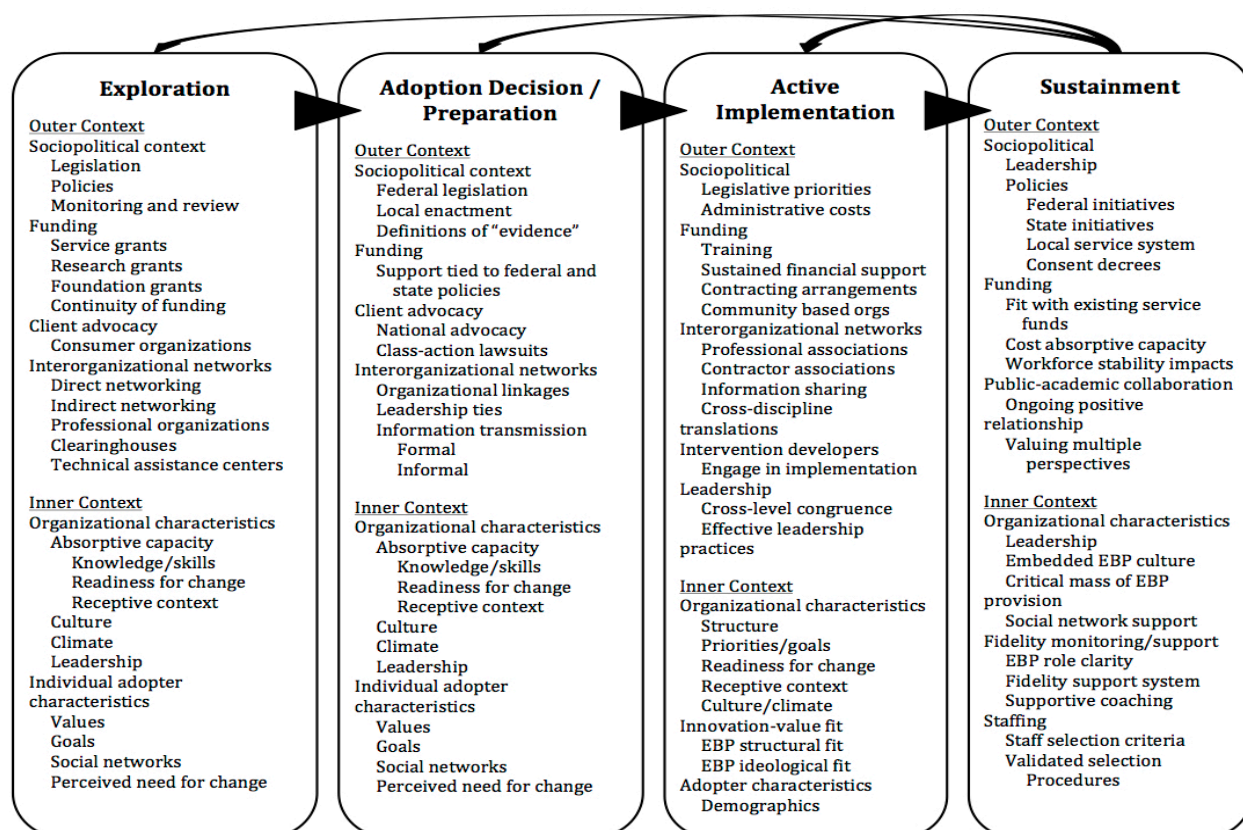 Exploration
Outer Context
Sociopolitical context
Legislation
Policies
Monitoring and review
Funding
Service grants
Research grants
Foundation grants
Continuity of funding
Client advocacy
Consumer organizations
Interorganizational networks
Direct networking
Indirect networking
Professional organizations
Clearinghouses
Technical assistance centers
Inner Context
Organizational characteristics
Absorptive capacity
Knowledge/skills
Readiness for change
Receptive context
Culture
Climate
Leadership
Individual adopter
characteristics
Values
Goals
Social networks
Perceived need for change
Adoption Decision /
Preparation
Outer Context
Sociopolitical context
Federal legislation
Local enactment
Definitions of “evidence”
Funding
Support tied to federal and
state policies
Client advocacy
National advocacy
Class-action lawsuits
Interorganizational networks
Organizational linkages
Leadership ties
Information transmission
Formal
Informal
Inner Context
Organizational characteristics
Absorptive capacity
Knowledge/skills
Readiness for change
Receptive context
Culture
Climate
Leadership
Individual adopter
characteristics
Values
Goals
Social networks
Perceived need for change
Active
Implementation
Outer Context
Sociopolitical
Legislative priorities
Administrative costs
Funding
Training
Sustained financial support
Contracting arrangements
Community based orgs
Interorganizational networks
Professional associations
Contractor associations
Information sharing
Cross-discipline
translations
Intervention developers
Engage in implementation
Leadership
Cross-level congruence
Effective leadership
practices
Inner Context
Organizational characteristics
Structure
Priorities/goals
Readiness for change
Receptive context
Culture/climate
Innovation-value fit
EBP structural fit
EBP ideological fit
Adopter characteristics
Demographics
Sustainment
Outer Context
Sociopolitical
Leadership
Policies
Federal initiatives
State initiatives
Local service system
Consent decrees
Funding
Fit with existing service
funds
Cost absorptive capacity
Workforce stability impacts
Public-academic collaboration
Ongoing positive
relationship
Valuing multiple
perspectives
Inner Context
Organizational characteristics
Leadership
Embedded EBP culture
Critical mass of EBP
provision
Social network support
Fidelity monitoring/support
EBP role clarity
Fidelity support system
Supportive coaching
Staffing
Staff selection criteria
Validated selection
Procedures